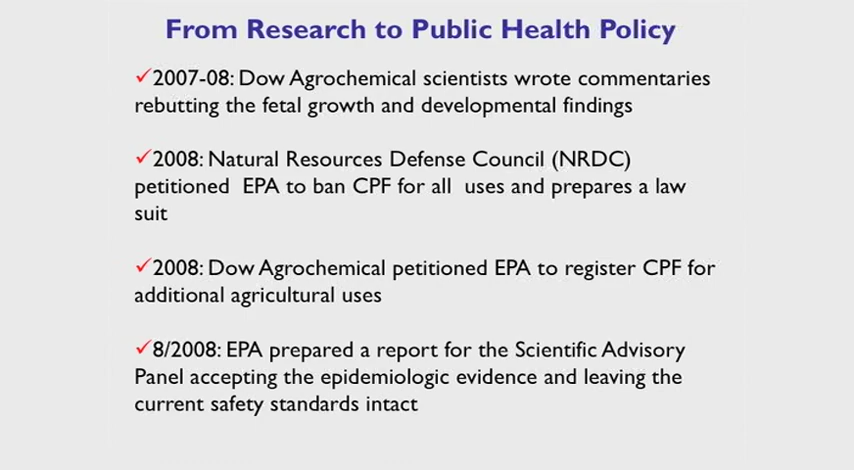 From Research to Public Health Policy
✓2007-08: Dow Agrochemical scientists wrote commentaries
rebutting the fetal growth and developmental findings
✓2008: Natural Resources Defense Council (NRDC)
petitioned EPA to ban CPF for all uses and prepares a law
suit
✓2008: Dow Agrochemical petitioned EPA to register CPF for
additional agricultural uses
✓8/2008: EPA prepared a report for the Scientific Advisory
Panel accepting the epidemiologic evidence and leaving the
current safety standards intact